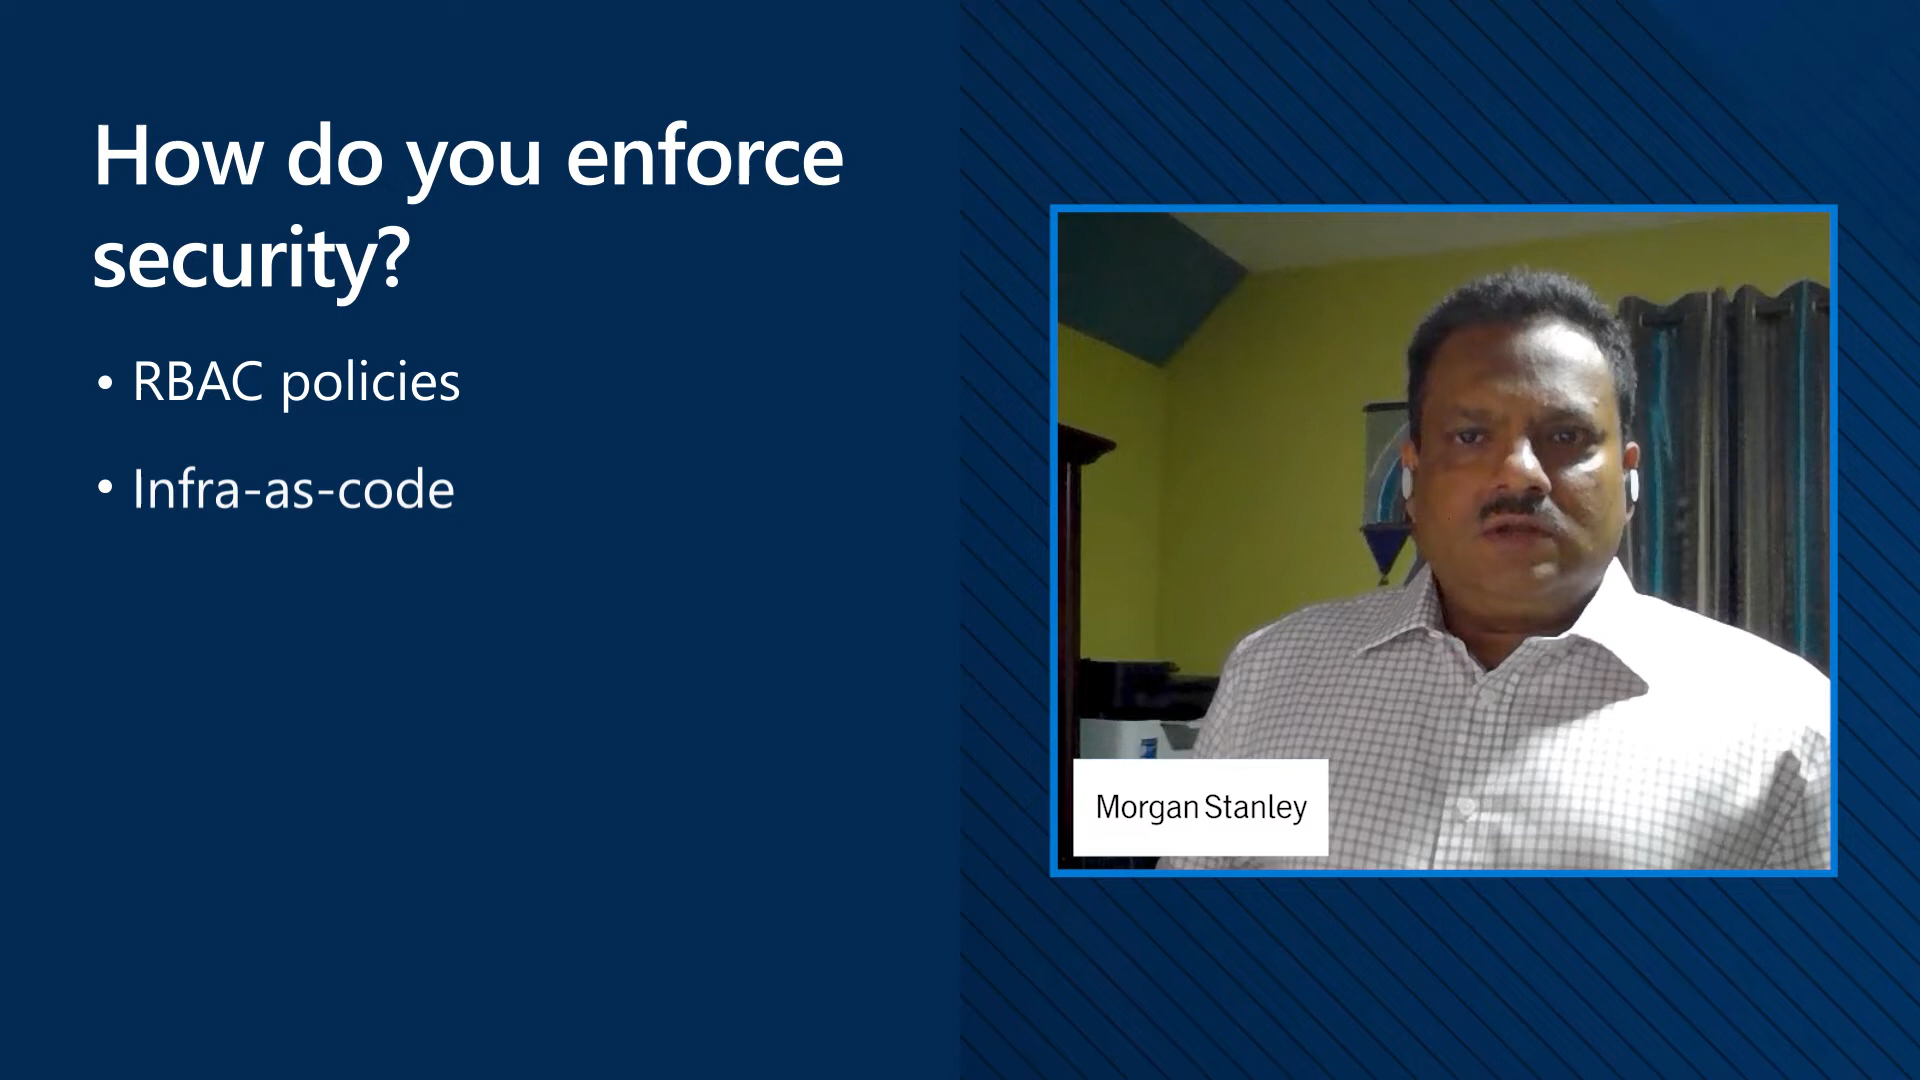 How do you enforce
security?
• RBAC policies
• Infra-as-code
Morgan Stanley